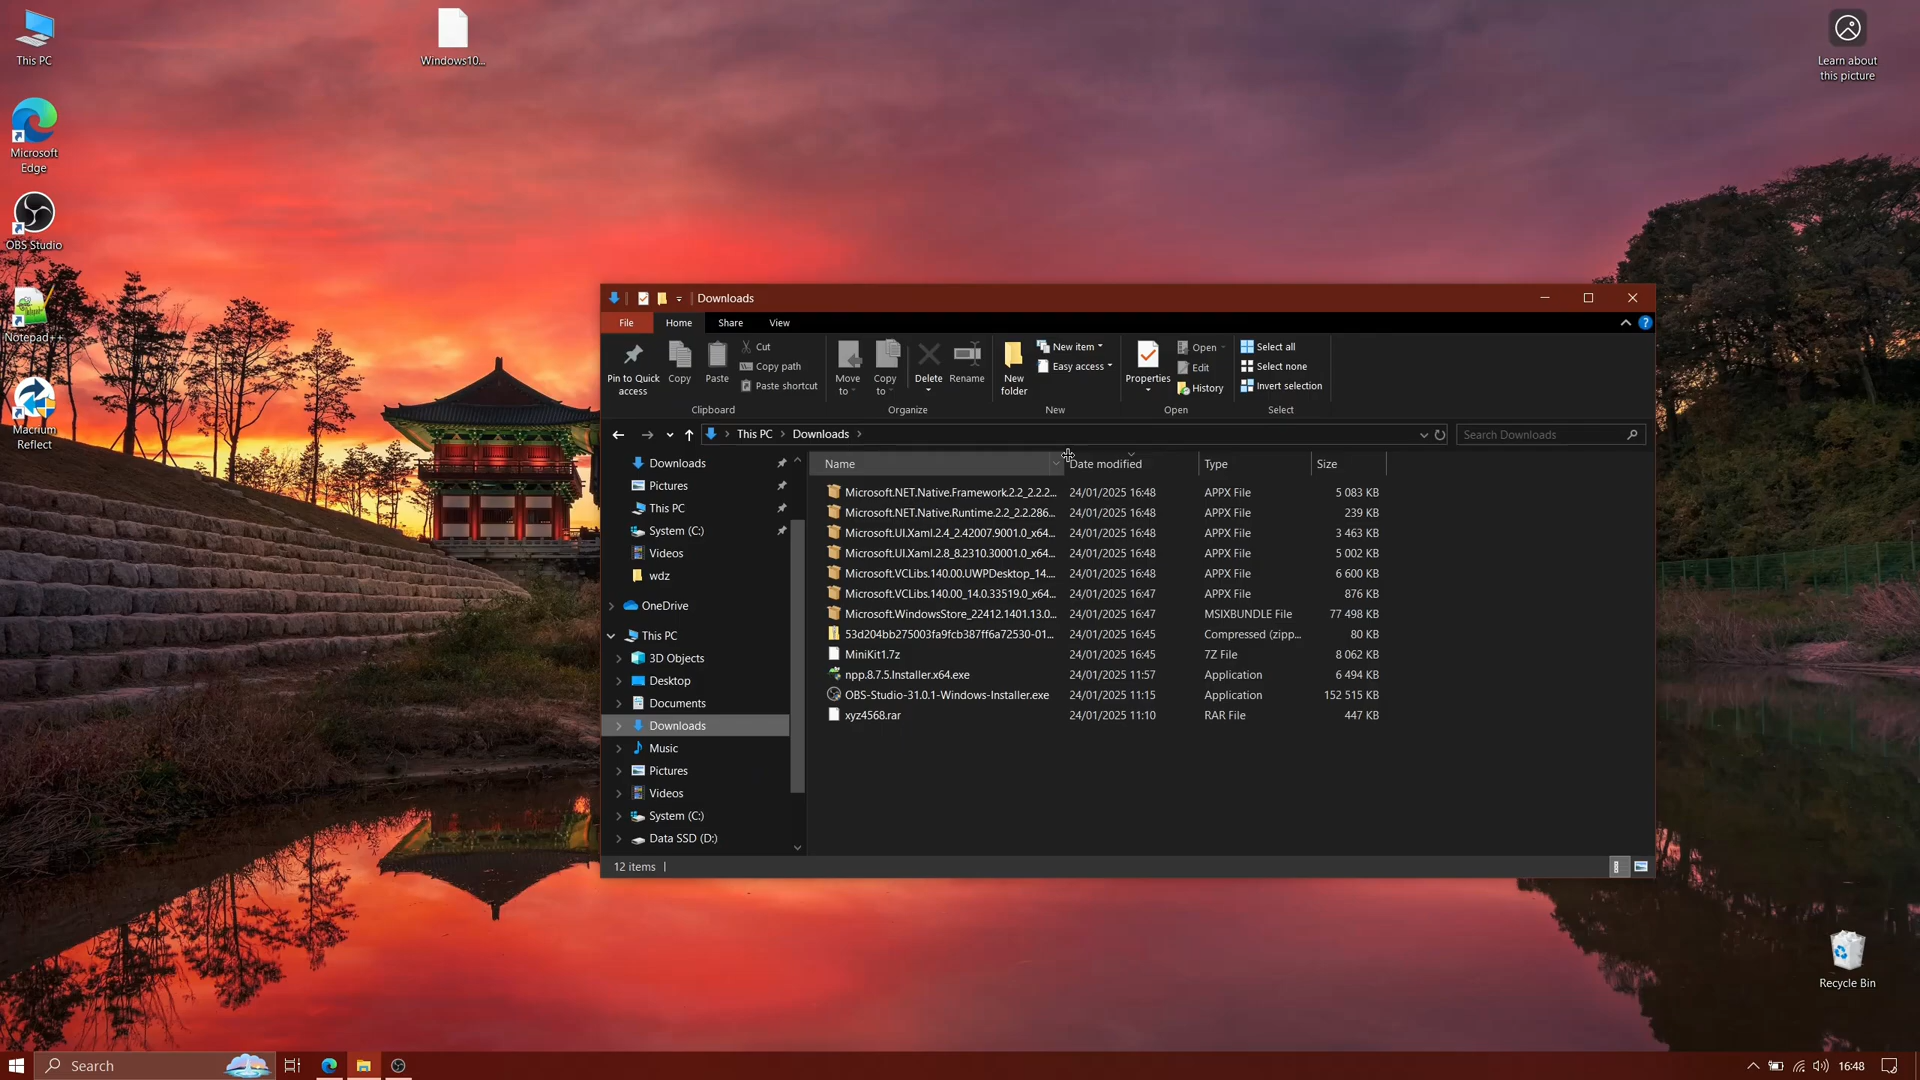 This PC
Windows10...
Learn about
this picture
Microsoft
Edge
OBS Studio
Notepad++
Macrium
Reflect
Downloads
File
Home
Share
View
Pin to Quick
access
Copy
Paste
Cut
Copy path
Paste shortcut
Clipboard
Move
to
Copy
to
Delete
Rename
Organize
New
folder
New item
Easy access
New
Properties
Open
Edit
History
Open
Select all
Select none
Invert selection
Select
This PC
Downloads
Search Downloads
Downloads
Pictures
This PC
System (C:)
Videos
wdz
OneDrive
This PC
3D Objects
Desktop
Documents
Downloads
Music
Pictures
Videos
System (C:)
Data SSD (D:)
Name Date modified Type Size
Microsoft.NET.Native.Framework.2.2_2.2.2... 24/01/2025 16:48 APPX File 5 083 KB
Microsoft.NET.Native.Runtime.2.2_2.2.286... 24/01/2025 16:48 APPX File 239 KB
Microsoft.UI.Xaml.2.4_2.42007.9001.0_x64... 24/01/2025 16:48 APPX File 3 463 KB
Microsoft.UI.Xaml.2.8_8.2310.30001.0_x64... 24/01/2025 16:48 APPX File 5 002 KB
Microsoft.VCLibs.140.00.UWPDesktop_14.... 24/01/2025 16:48 APPX File 6 600 KB
Microsoft.VCLibs.140.00_14.0.33519.0_x64... 24/01/2025 16:47 APPX File 876 KB
Microsoft.WindowsStore_22412.1401.13.0... 24/01/2025 16:47 MSIXBUNDLE File 77 498 KB
53d204bb275003fa9fcb387ff6a72530-01... 24/01/2025 16:45 Compressed (zipp... 80 KB
MiniKit1.7z 24/01/2025 16:45 7Z File 8 062 KB
npp.8.7.5.Installer.x64.exe 24/01/2025 11:57 Application 6 494 KB
OBS-Studio-31.0.1-Windows-Installer.exe 24/01/2025 11:15 Application 152 515 KB
xyz4568.rar 24/01/2025 11:10 RAR File 447 KB
12 items
Recycle Bin
Search
16:48